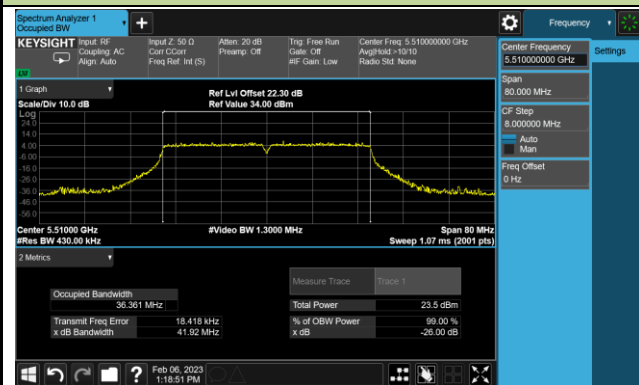 Spectrum Analyzer 1
Occupied BW
Frequency
KEYSIGHT
Input: RF
Coupling: AC
Align: Auto
Input Z: 50 Ω
Corr CCorr
Freq Ref: Int (S)
Atten: 20 dB
Preamp: Off
Trig: Free Run
Gate: Off
#IF Gain: Low
Center Freq: 5.510000000 GHz
Avg|Hold:>10/10
Radio Std: None
Center Frequency
5.510000000 GHz
Settings
Span
80.000 MHz
CF Step
8.000000 MHz
Auto
Man
Freq Offset
0 Hz
1 Graph
Scale/Div 10.0 dB
Ref Lvl Offset 22.30 dB
Ref Value 34.00 dBm
Log
24.0
14.0
4.00
-6.00
-16.0
-26.0
-36.0
-46.0
-56.0
Center 5.51000 GHz
#Res BW 430.00 kHz
#Video BW 1.3000 MHz
Span 80 MHz
Sweep 1.07 ms (2001 pts)
2 Metrics
Measure Trace
Trace 1
Occupied Bandwidth
36.361 MHz
Total Power
23.5 dBm
Transmit Freq Error
18.418 kHz
% of OBW Power
99.00 %
x dB Bandwidth
41.92 MHz
x dB
-26.00 dB
?
Feb 06, 2023
1:18:51 PM